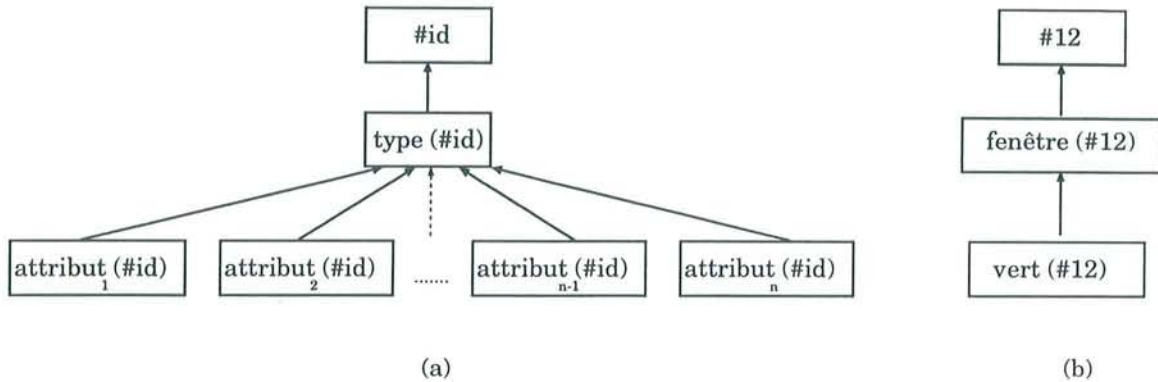 #id
#12
type (#id)
fenêtre (#12)
attribut (#id)
1
attribut (#id)
2
.......
attribut (#id)
n-1
attribut (#id)
n
vert (#12)
(a)
(b)